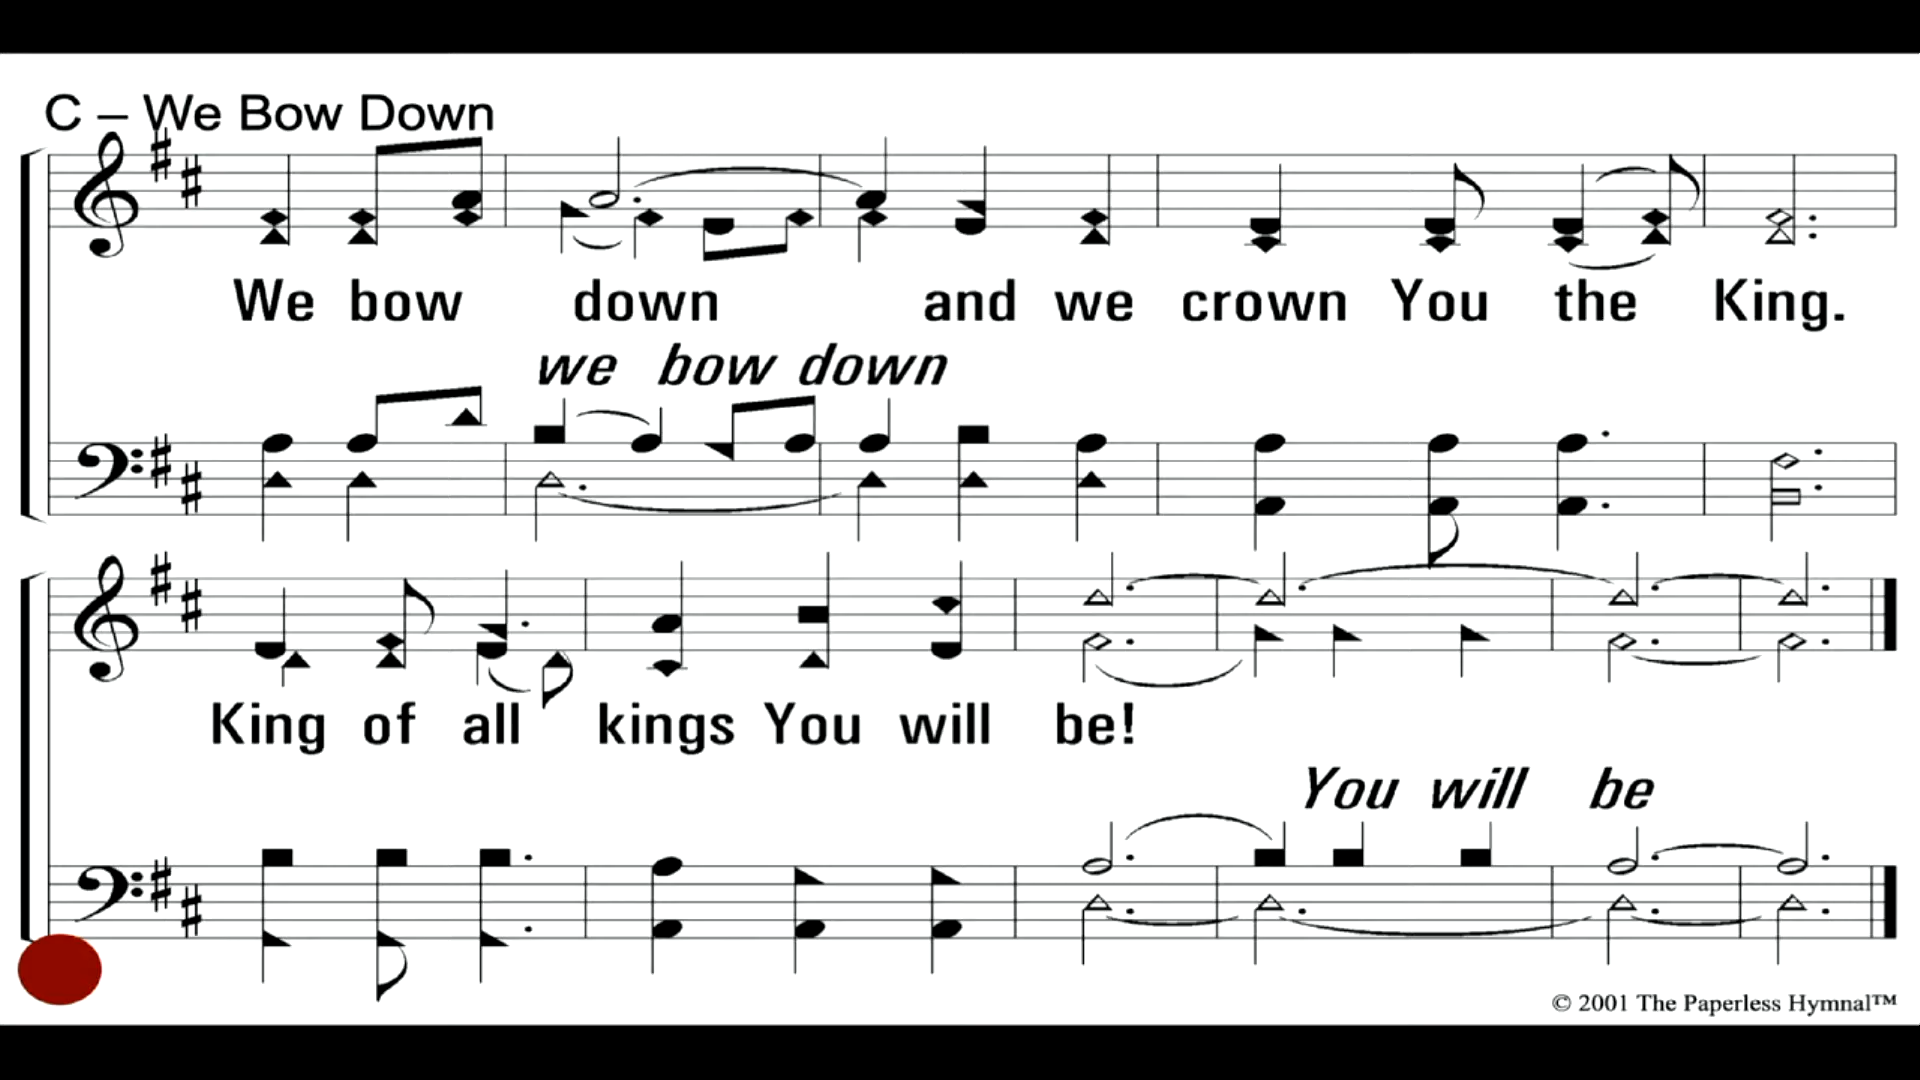 C – We Bow Down
We bow down and we crown You the King.
we bow down
King of all kings You will be!
You will be
© 2001 The Paperless Hymnal™